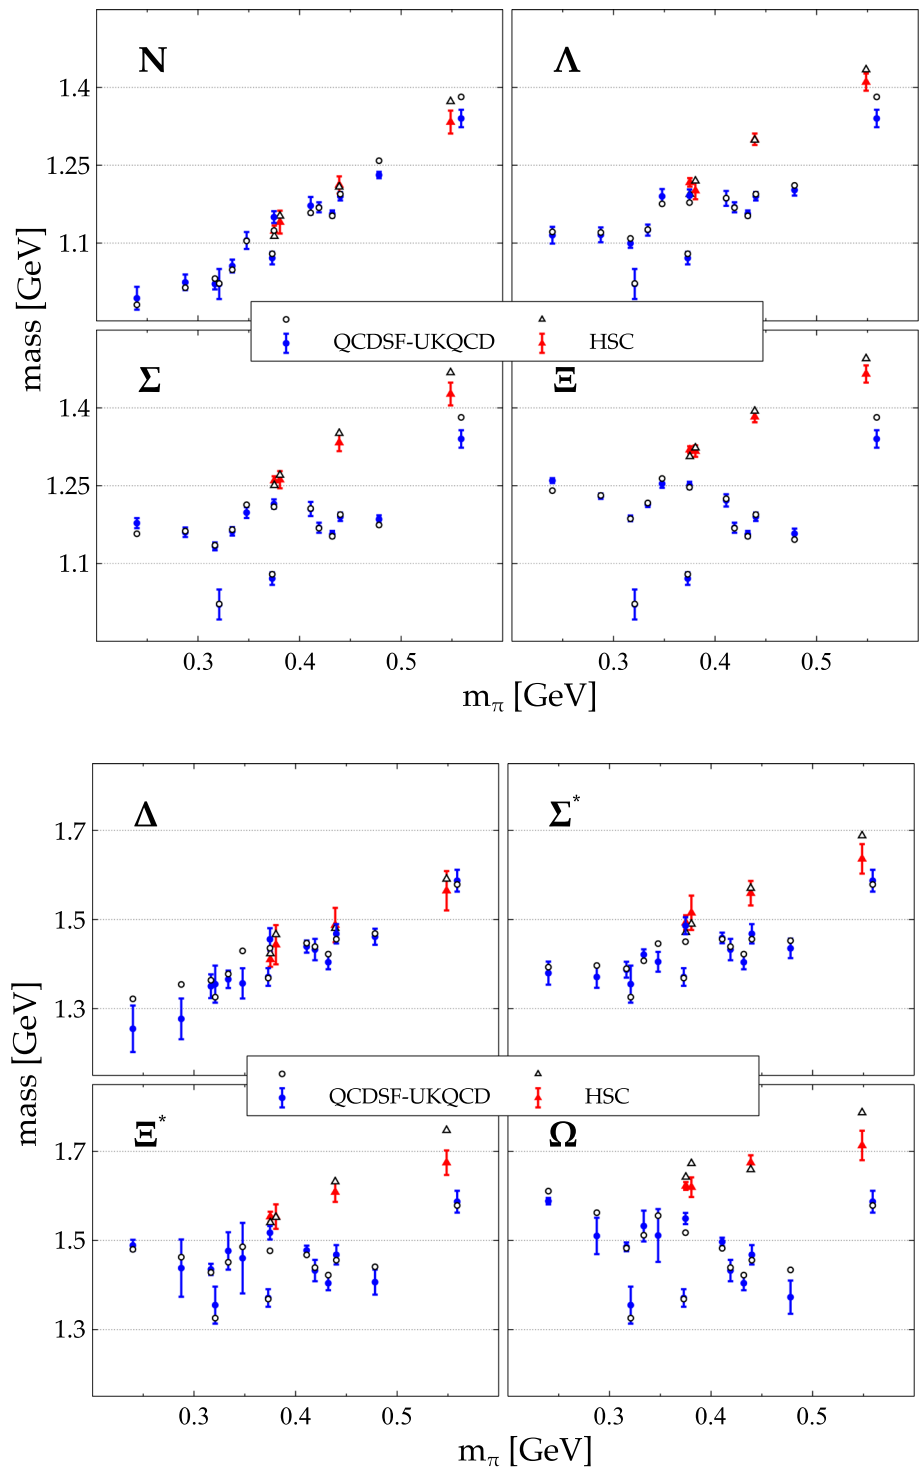 N
Λ
1.4
1.25
1.1
mass [GeV]
QCDSF-UKQCD
HSC
Σ
Ξ
1.4
1.25
1.1
0.3 0.4 0.5 0.3 0.4 0.5
m_π [GeV]
Δ
Σ*
1.7
1.5
1.3
mass [GeV]
QCDSF-UKQCD
HSC
Ξ*
Ω
1.7
1.5
1.3
0.3 0.4 0.5 0.3 0.4 0.5
m_π [GeV]